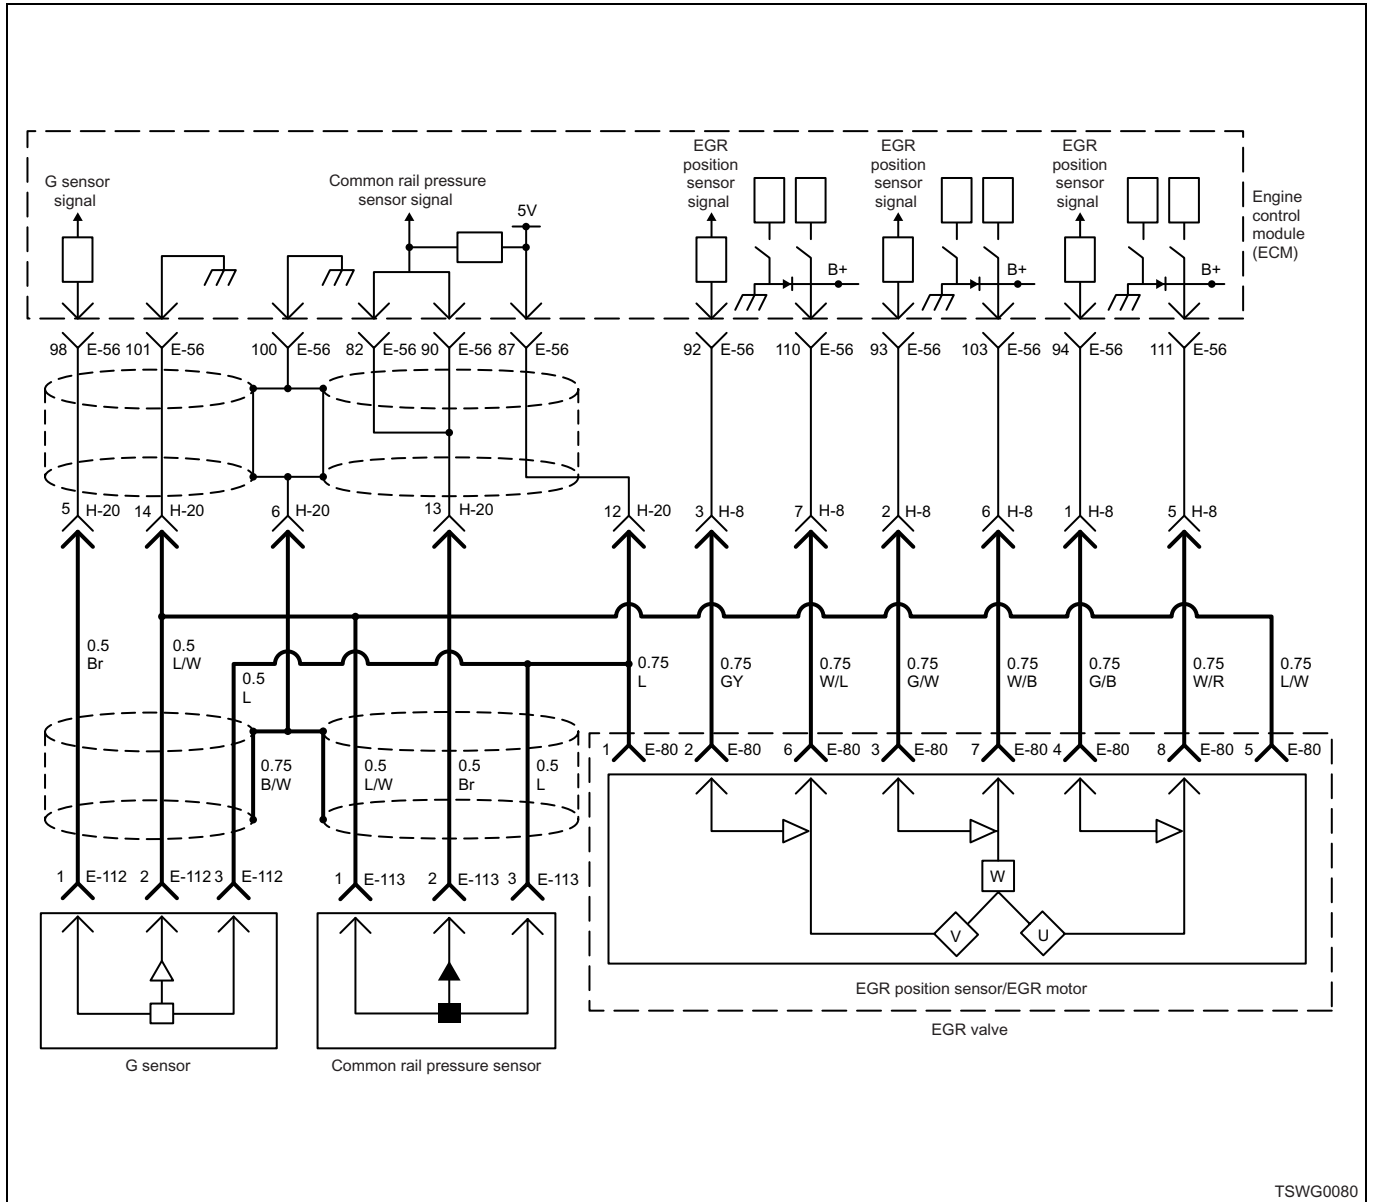 G sensor
signal
Common rail pressure
sensor signal
5V
EGR
position
sensor
signal
B+
EGR
position
sensor
signal
B+
EGR
position
sensor
signal
B+
Engine
control
module
(ECM)
98 E-56 101 E-56 100 E-56 82 E-56 90 E-56 87 E-56 92 E-56 110 E-56 93 E-56 103 E-56 94 E-56 111 E-56
5 H-20 14 H-20 6 H-20 13 H-20 12 H-20 3 H-8 7 H-8 2 H-8 6 H-8 1 H-8 5 H-8
0.5
Br
0.5
L/W
0.5
L
0.75
L
0.75
GY
0.75
W/L
0.75
G/W
0.75
W/B
0.75
G/B
0.75
W/R
0.75
L/W
0.75
B/W
0.5
L/W
0.5
Br
0.5
L
1 E-80 2 E-80 6 E-80 3 E-80 7 E-80 4 E-80 8 E-80 5 E-80
1 E-112 2 E-112 3 E-112 1 E-113 2 E-113 3 E-113
W
V
U
EGR position sensor/EGR motor
EGR valve
G sensor
Common rail pressure sensor
TSWG0080